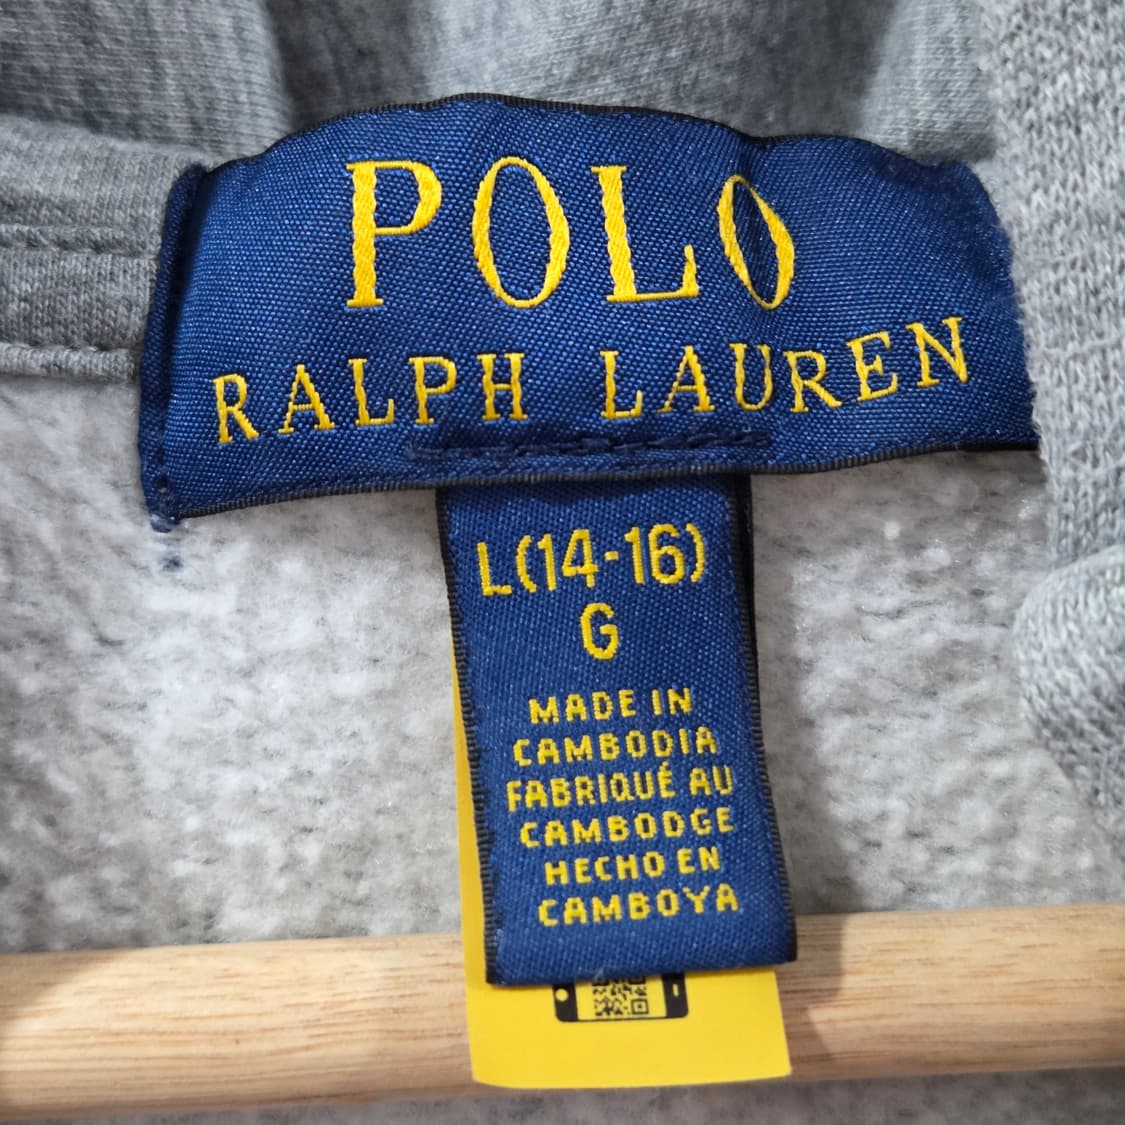 POLO
RALPH LAUREN
L(14-16)
G
MADE IN
CAMBODIA
FABRIQUÉ AU
CAMBODGE
HECHO EN
CAMBOYA